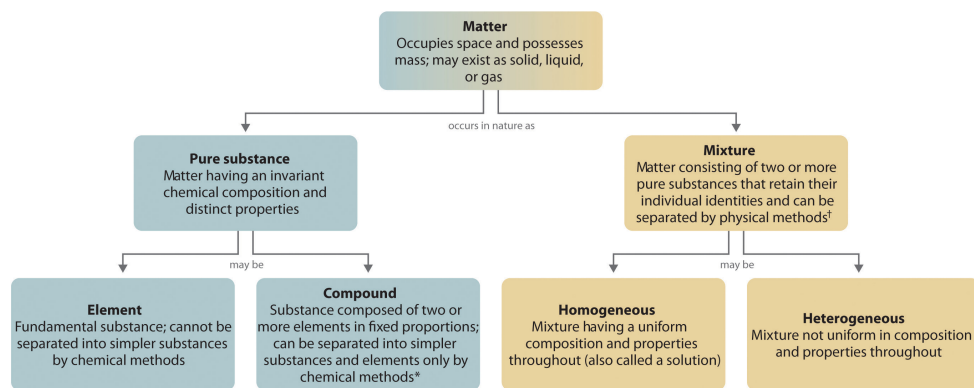 Matter
Occupies space and possesses
mass; may exist as solid, liquid,
or gas
occurs in nature as
Pure substance
Matter having an invariant
chemical composition and
distinct properties
Mixture
Matter consisting of two or more
pure substances that retain their
individual identities and can be
separated by physical methods†
may be
may be
Element
Fundamental substance; cannot be
separated into simpler substances
by chemical methods
Compound
Substance composed of two or
more elements in fixed proportions;
can be separated into simpler
substances and elements only by
chemical methods*
Homogeneous
Mixture having a uniform
composition and properties
throughout (also called a solution)
Heterogeneous
Mixture not uniform in composition
and properties throughout